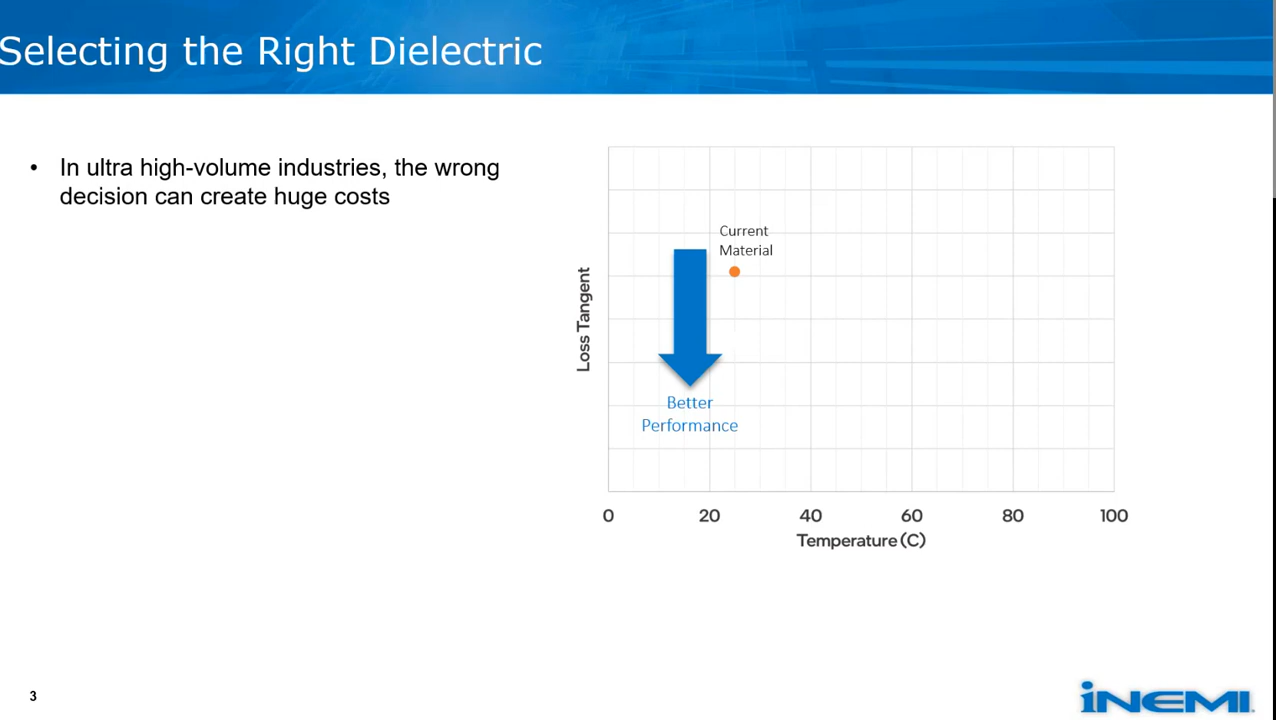 Selecting the Right Dielectric
• In ultra high-volume industries, the wrong
decision can create huge costs
Current
Material
Loss Tangent
Better
Performance
0 20 40 60 80 100
Temperature (C)
3
iNEMI